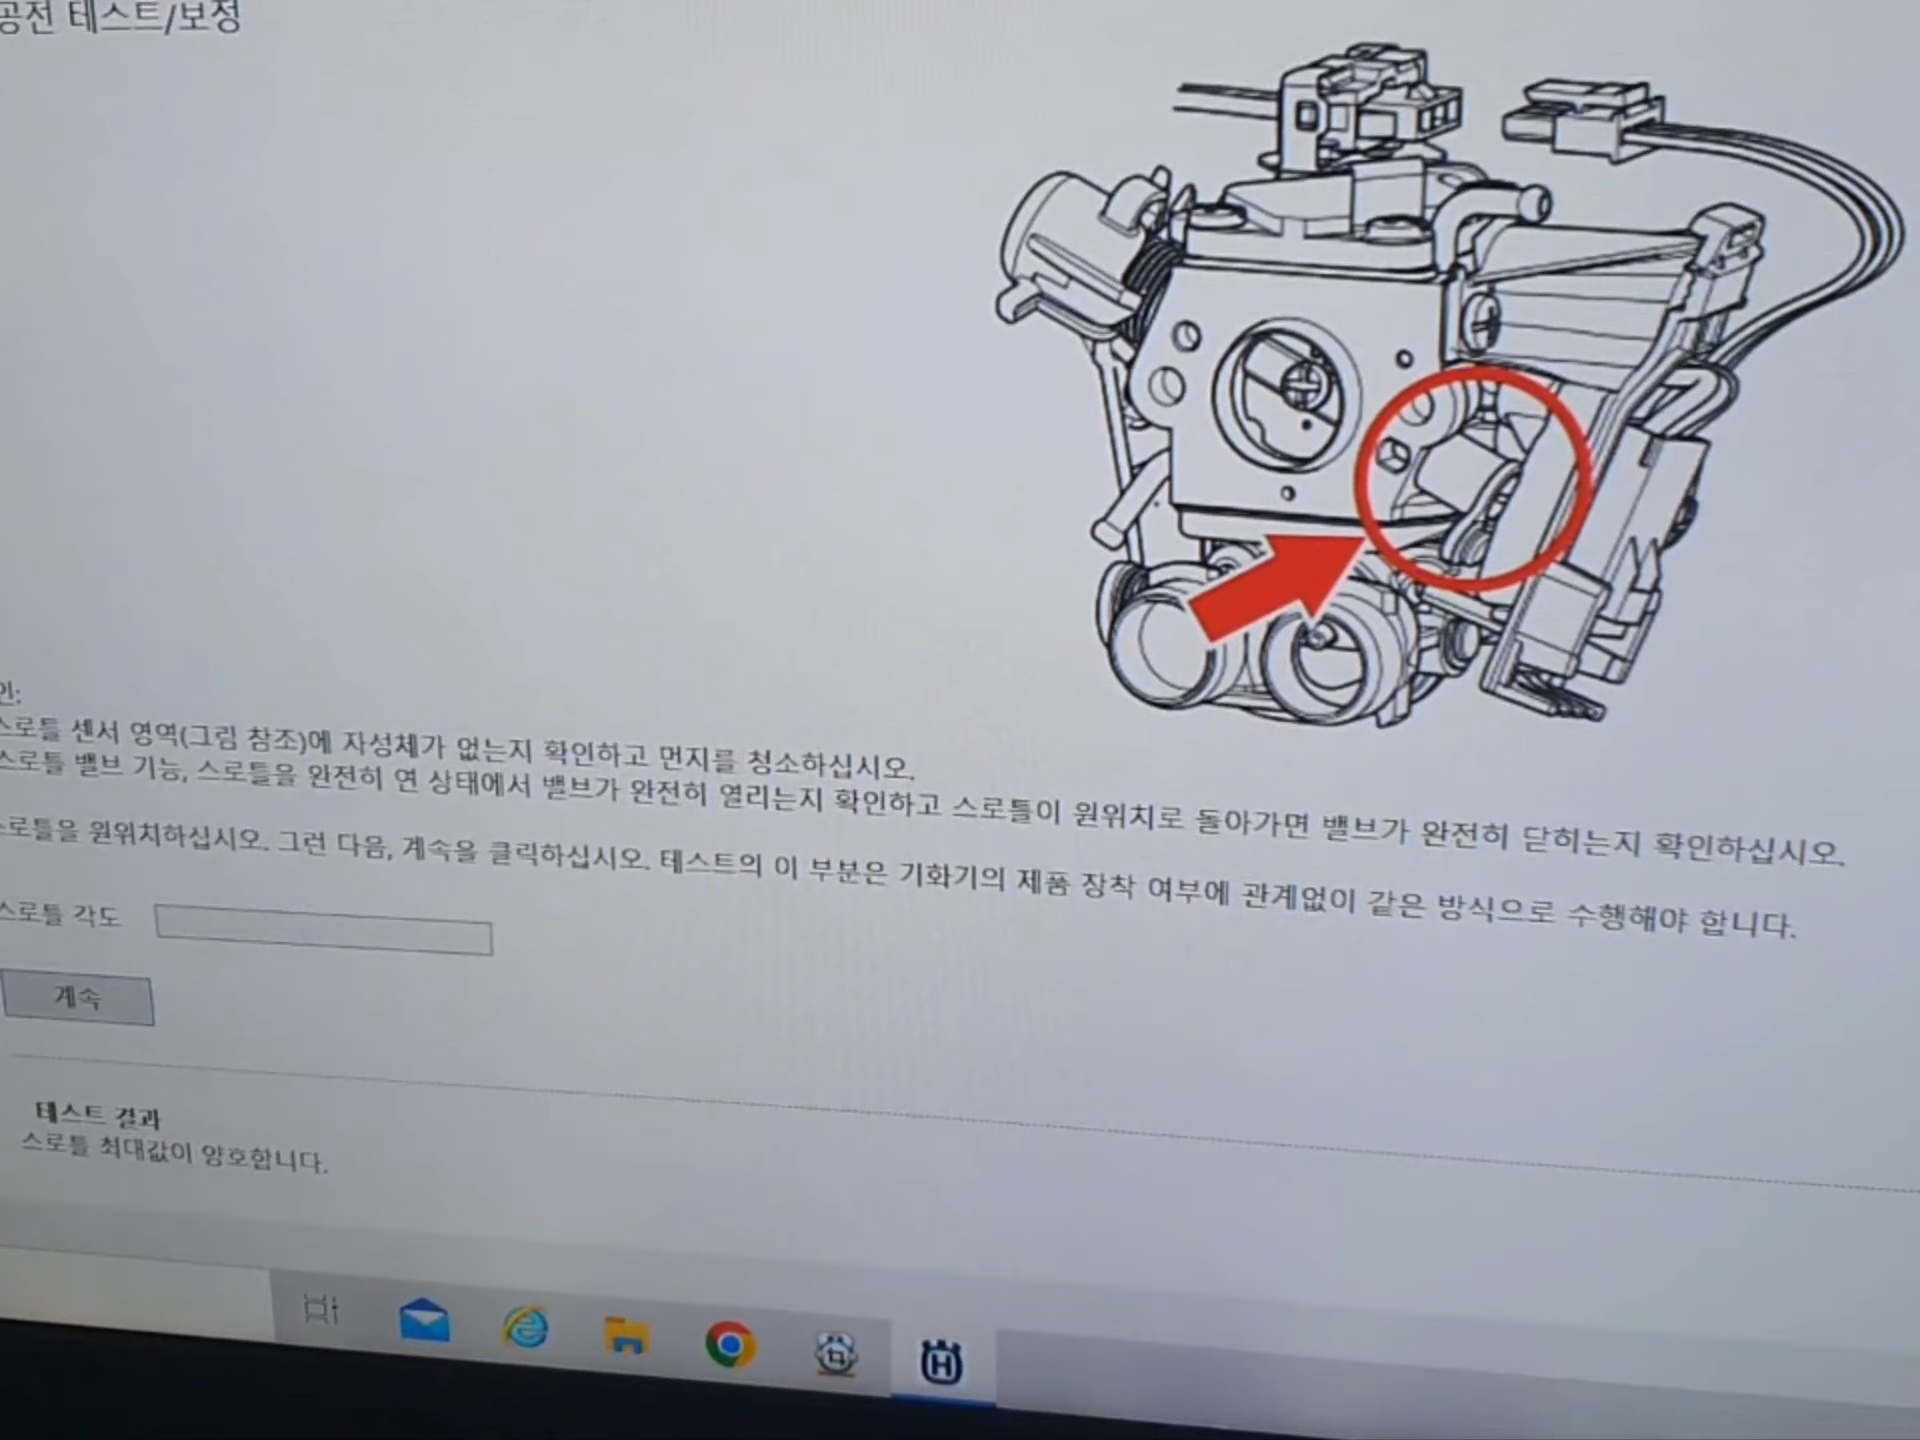 공전 테스트/보정
스로틀 센서 영역(그림 참조)에 자성체가 없는지 확인하고 먼지를 청소하십시오.
스로틀 밸브 기능, 스로틀을 완전히 연 상태에서 밸브가 완전히 열리는지 확인하고 스로틀이 원위치로 돌아가면 밸브가 완전히 닫히는지 확인하십시오.
스로틀을 원위치하십시오. 그런 다음, 계속을 클릭하십시오. 테스트의 이 부분은 기화기의 제품 장착 여부에 관계없이 같은 방식으로 수행해야 합니다.
스로틀 각도
계속
테스트 결과
스로틀 최대값이 양호합니다.
H